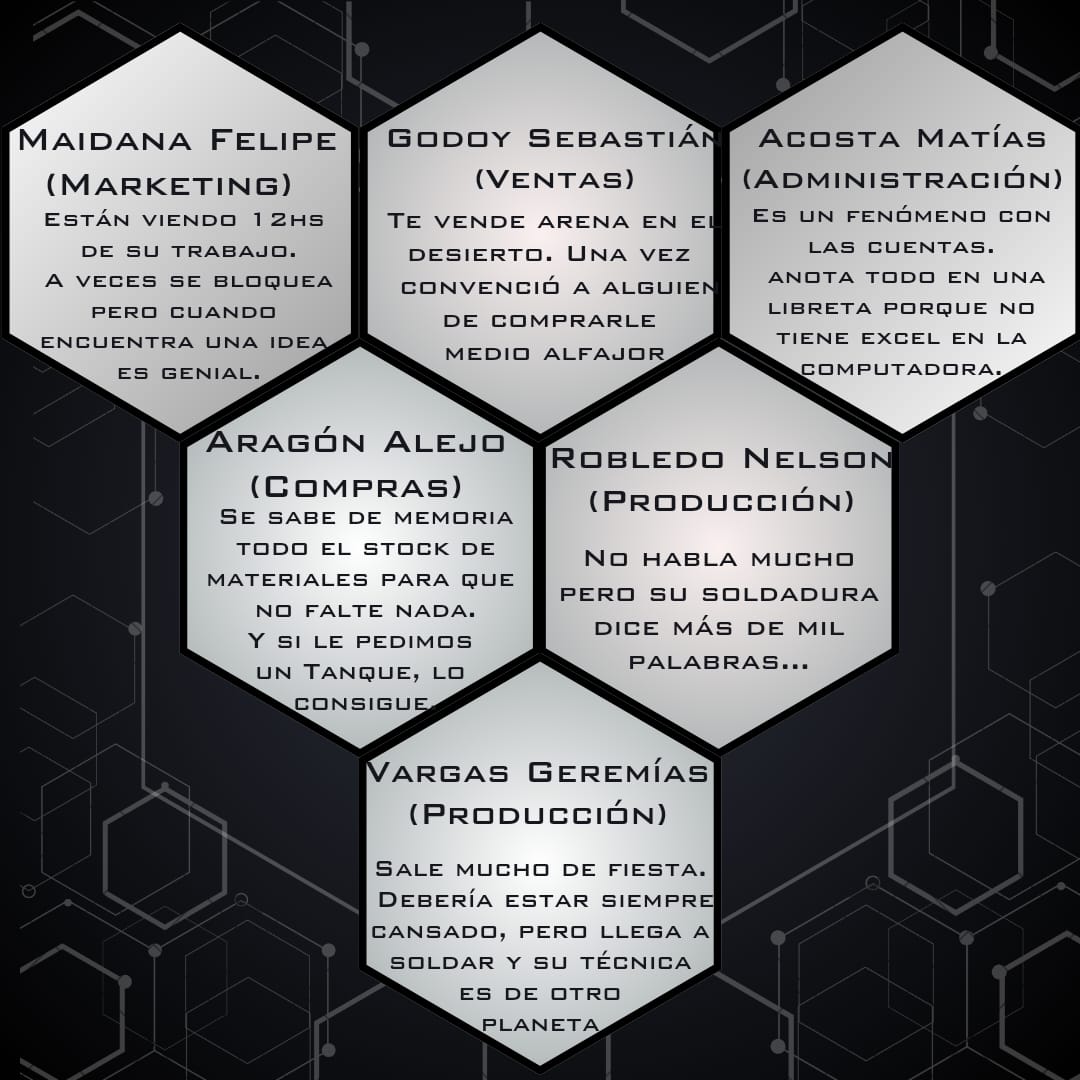 Maidana Felipe
(Marketing)
Están viendo 12hs
de su trabajo.
A veces se bloquea
pero cuando
encuentra una idea
es genial.
Godoy Sebastián
(Ventas)
Te vende arena en el
desierto. Una vez
convenció a alguien
de comprarle
medio alfajor
Acosta Matías
(Administración)
Es un fenómeno con
las cuentas.
anota todo en una
libreta porque no
tiene excel en la
computadora.
Aragón Alejo
(Compras)
Se sabe de memoria
todo el stock de
materiales para que
no falte nada.
Y si le pedimos
un Tanque, lo
consigue.
Robledo Nelson
(Producción)
No habla mucho
pero su soldadura
dice más de mil
palabras...
Vargas Geremías
(Producción)
Sale mucho de fiesta.
Debería estar siempre
cansado, pero llega a
soldar y su técnica
es de otro
planeta